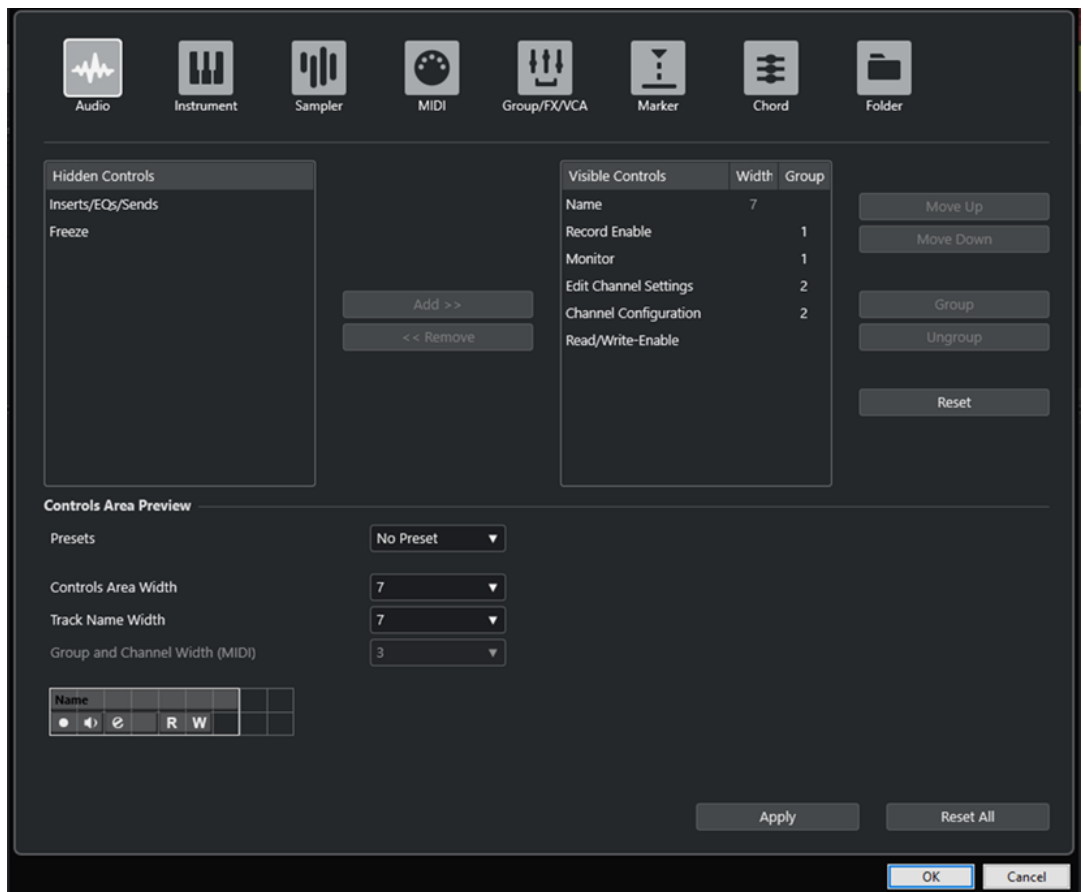 Audio Instrument Sampler MIDI Group/FX/VCA Marker Chord Folder
Hidden Controls
Inserts/EQs/Sends
Freeze
Add >>
<< Remove
Visible Controls Width Group
Name 7
Record Enable 1
Monitor 1
Edit Channel Settings 2
Channel Configuration 2
Read/Write-Enable
Move Up
Move Down
Group
Ungroup
Reset
Controls Area Preview
Presets No Preset
Controls Area Width 7
Track Name Width 7
Group and Channel Width (MIDI) 3
Name
R W
Apply Reset All
OK Cancel